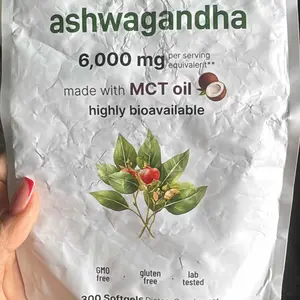 ashwagandha
6,000 mg per serving
equivalent**
made with MCT oil
highly bioavailable
GMO free
gluten free
lab tested
300 Softgels